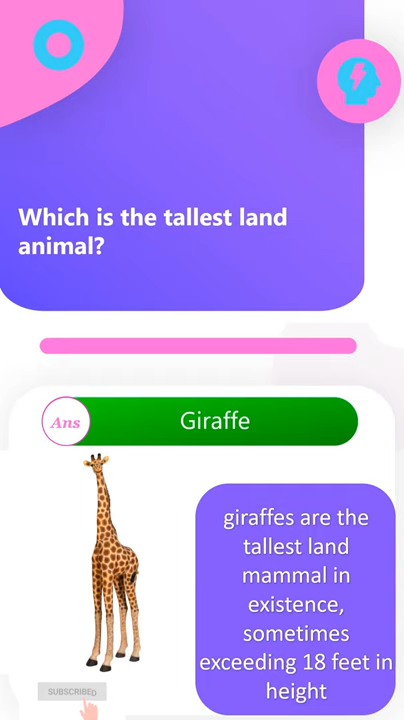 Which is the tallest land
animal?
Ans
Giraffe
giraffes are the
tallest land
mammal in
existence,
sometimes
exceeding 18 feet in
height
SUBSCRIBED